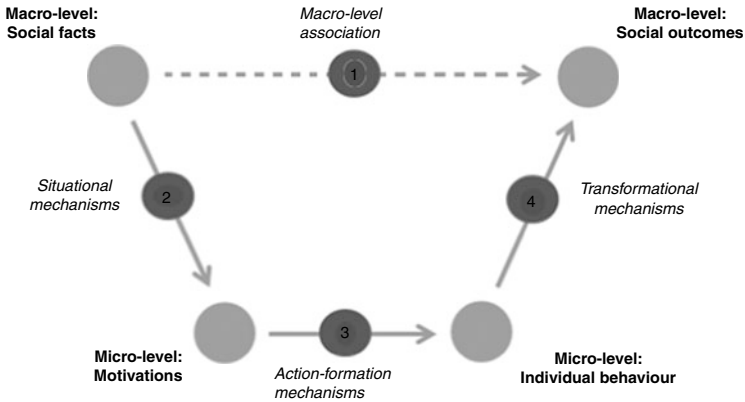 Macro-level:
Social facts
Macro-level
association
Macro-level:
Social outcomes
1
Situational
mechanisms
2
4
Transformational
mechanisms
3
Micro-level:
Motivations
Action-formation
mechanisms
Micro-level:
Individual behaviour